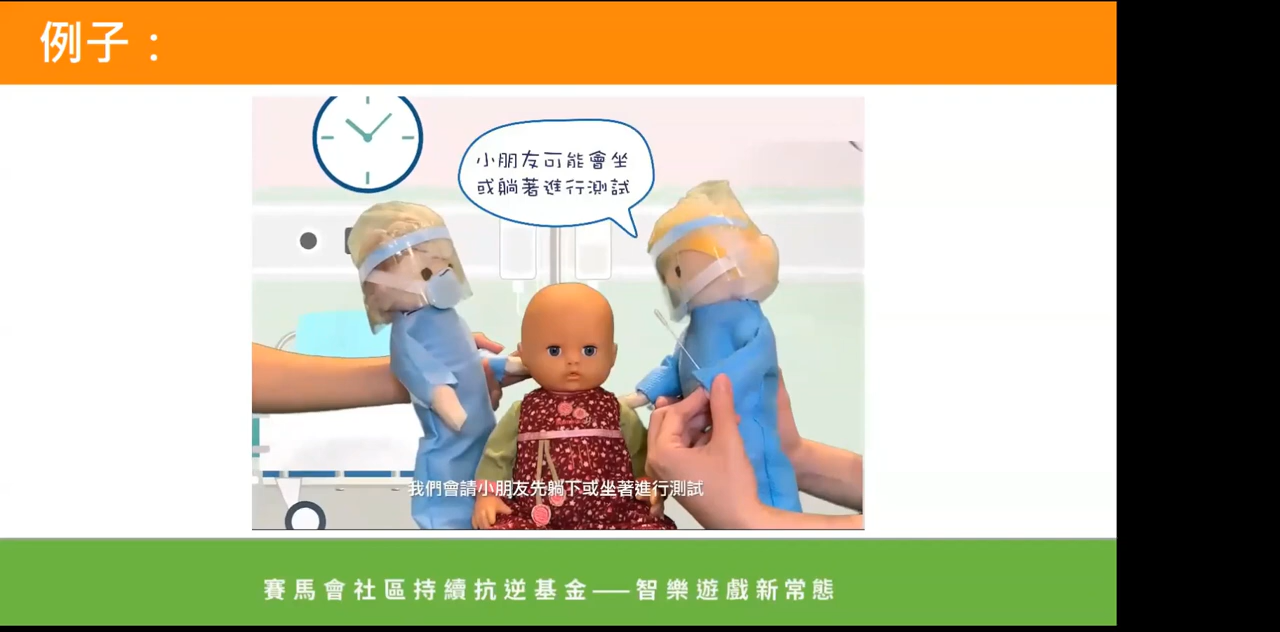 例子：
小朋友可能會坐
或躺著進行測試
我們會請小朋友先躺下或坐著進行測試
賽馬會社區持續抗逆基金——智樂遊戲新常態